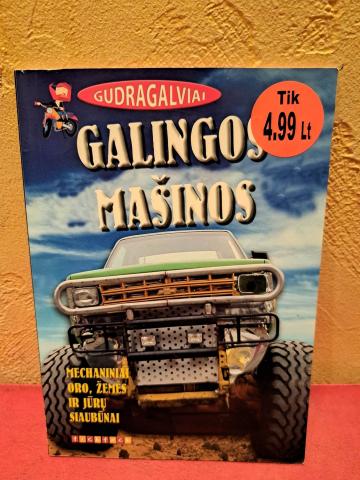 GUDRAGALVIAI
Tik
4.99 Lt
GALINGOS
MAŠINOS
MECHANINIAI
ORO, ŽEMĖS
IR JŪRŲ
SIAUBŪNAI